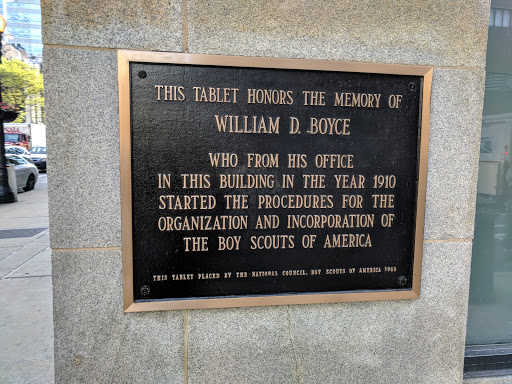 THIS TABLET HONORS THE MEMORY OF
WILLIAM D. BOYCE
WHO FROM HIS OFFICE
IN THIS BUILDING IN THE YEAR 1910
STARTED THE PROCEDURES FOR THE
ORGANIZATION AND INCORPORATION OF
THE BOY SCOUTS OF AMERICA
THIS TABLET PLACED BY THE NATIONAL COUNCIL, BOY SCOUTS OF AMERICA